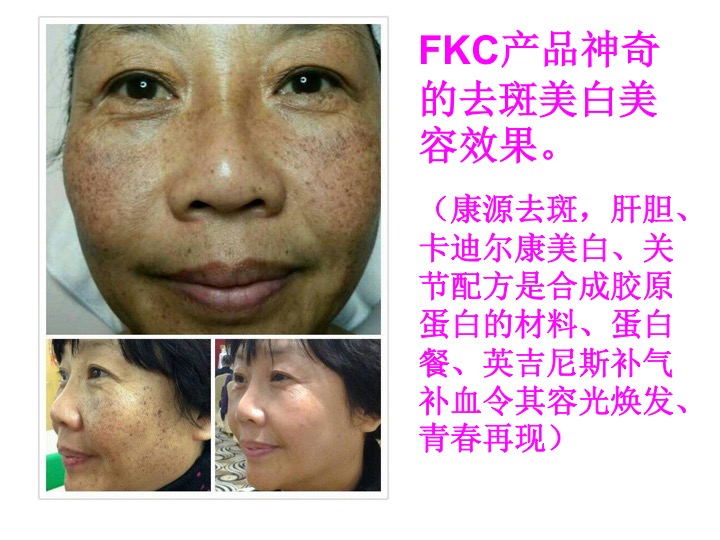 FKC产品神奇
的去斑美白美
容效果。
（康源去斑，肝胆、
卡迪尔康美白、关
节配方是合成胶原
蛋白的材料、蛋白
餐、英吉尼斯补气
补血令其容光焕发、
青春再现）